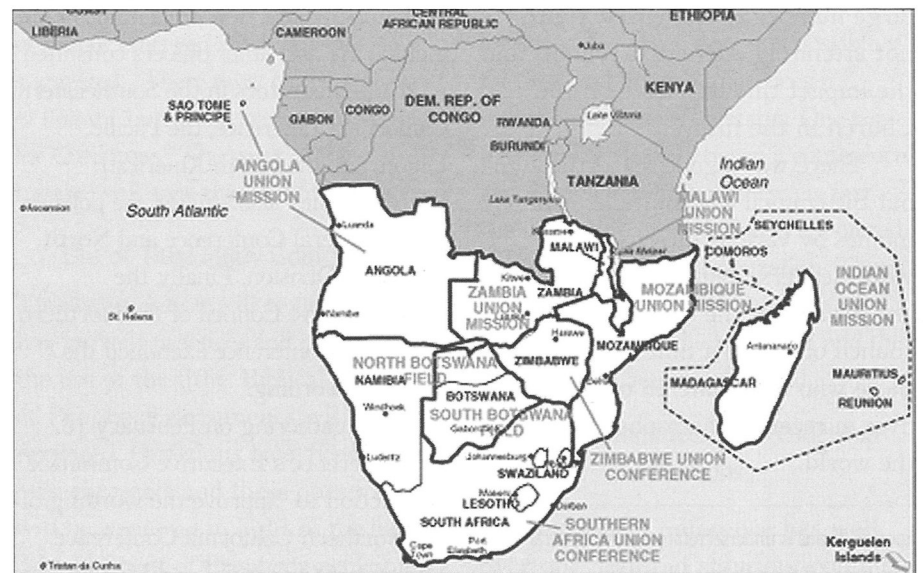 COAST
LIBERIA
CAMEROON
CENTRAL
AFRICAN REPUBLIC
ETHIOPIA
Juba
SAO TOME
& PRINCIPE
GABON
CONGO
DEM. REP. OF
CONGO
KENYA
RWANDA
Lake Victoria
BURUNDI
Indian
Ocean
ANGOLA
UNION
MISSION
TANZANIA
Lake Tanganyika
MALAWI
UNION
MISSION
SEYCHELLES
Ascension
South Atlantic
Luanda
MALAWI
COMOROS
ANGOLA
Kitwe
ZAMBIA
ZAMBIA
UNION
MISSION
MOZAMBIQUE
UNION MISSION
INDIAN
OCEAN
UNION
MISSION
St. Helena
Namibe
Lusaka
Harare
MOZAMBIQUE
Antananarivo
NORTH BOTSWANA
FIELD
ZIMBABWE
NAMIBIA
MADAGASCAR
MAURITIUS
REUNION
BOTSWANA
Windhoek
SOUTH BOTSWANA
FIELD
Gaborone
Luderitz
Johannesburg
SWAZILAND
ZIMBABWE UNION
CONFERENCE
Maseru
LESOTHO
Durban
SOUTH AFRICA
SOUTHERN
AFRICA UNION
CONFERENCE
Cape
Town
Port
Elizabeth
Kerguelen
Islands
Tristan da Cunha